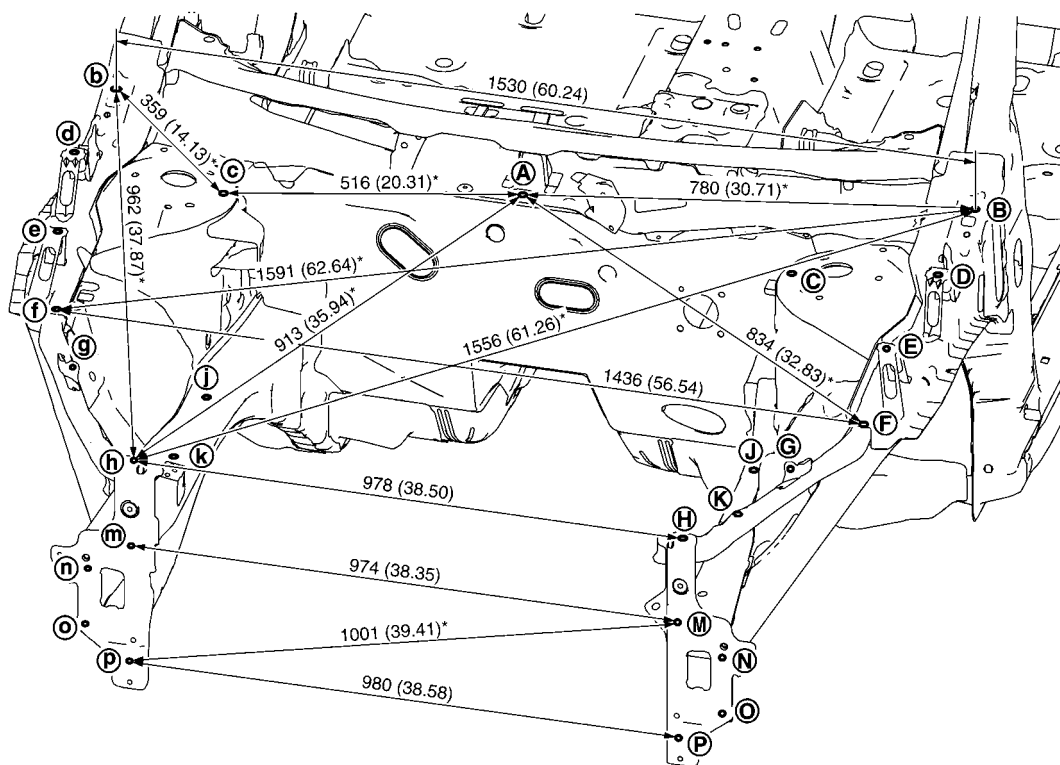 1530 (60.24)
b
359 (14.13)*
d
c
A
516 (20.31)*
780 (30.71)*
B
962 (37.87)*
e
1591 (62.64)*
C
D
f
913 (35.94)*
1556 (61.26)*
834 (32.83)*
E
g
j
1436 (56.54)
F
h
k
J
G
978 (38.50)
K
H
m
n
974 (38.35)
M
o
1001 (39.41)*
N
p
980 (38.58)
O
P